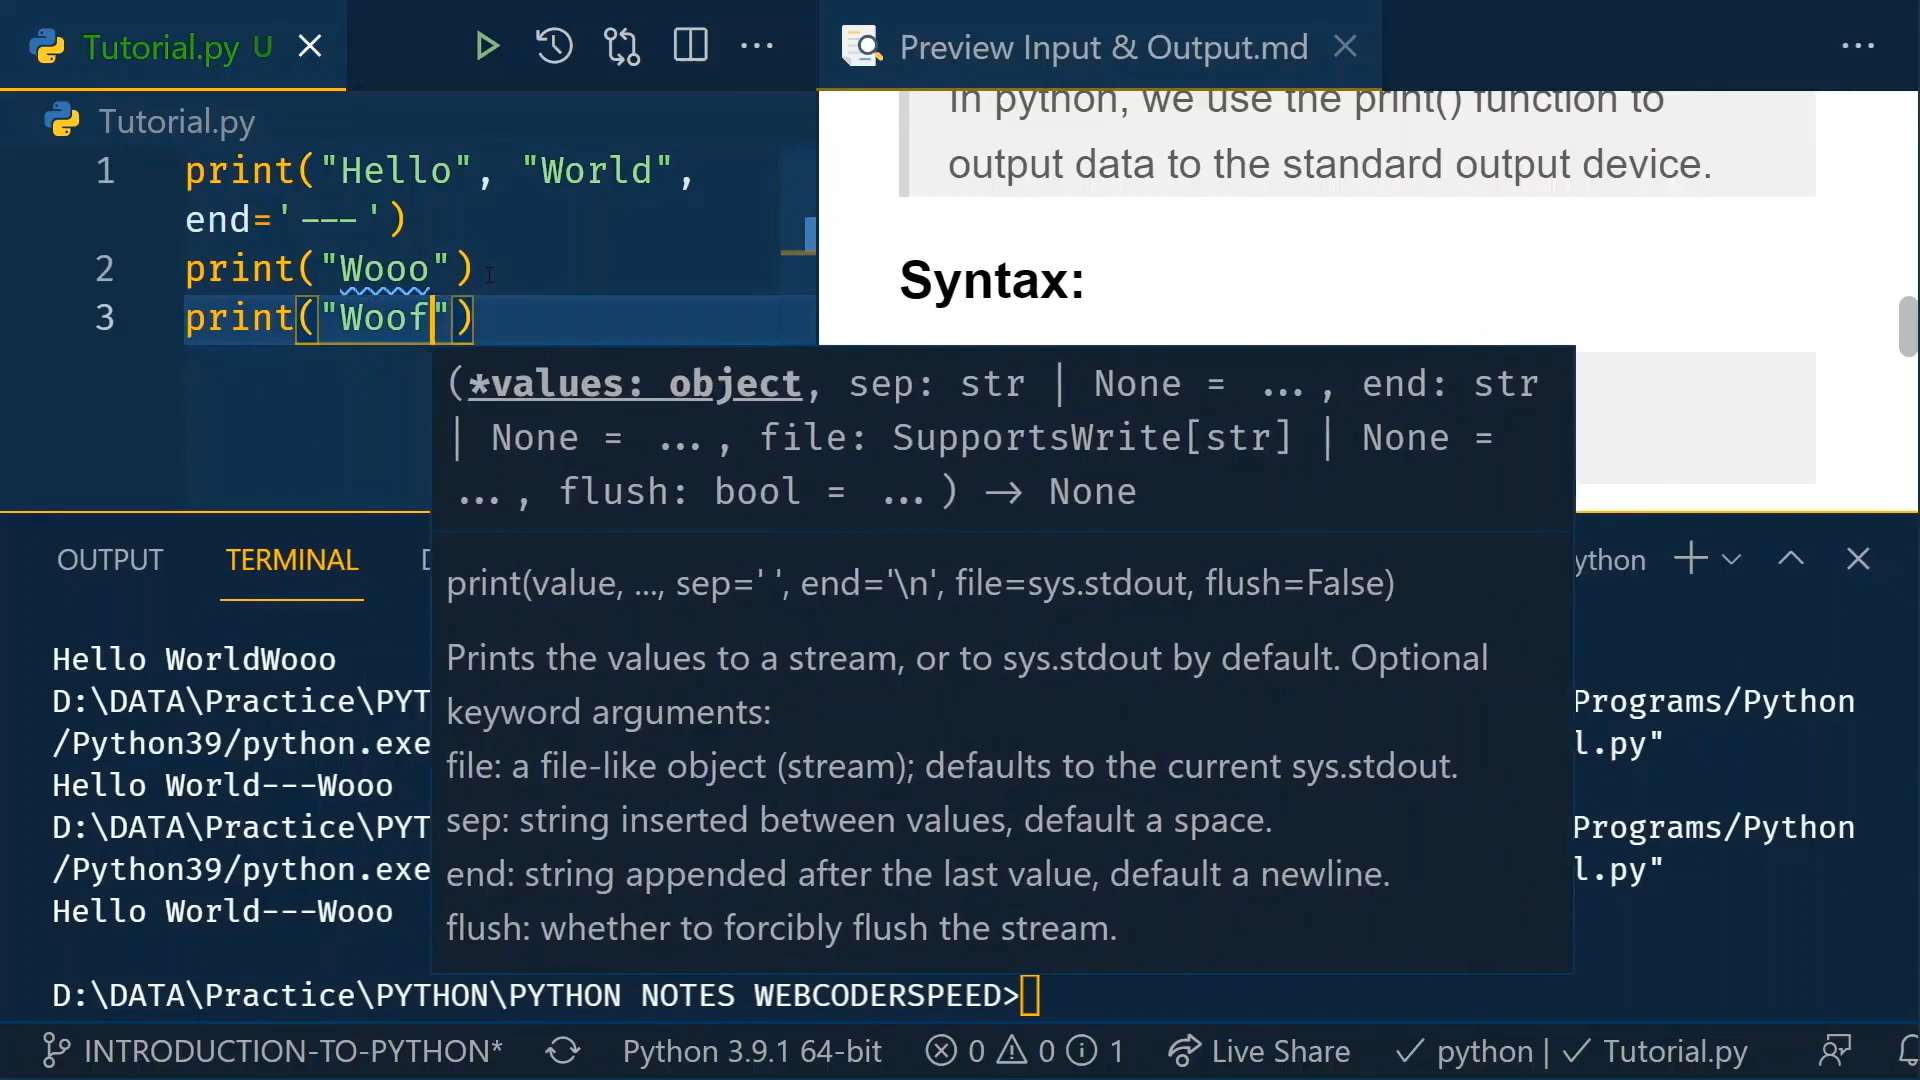 Tutorial.py U
Preview Input & Output.md
Tutorial.py
1 print("Hello", "World",
end='---')
2 print("Wooo")
3 print("Woof")
In python, we use the print() function to
output data to the standard output device.
Syntax:
(*values: object, sep: str | None = ..., end: str
| None = ..., file: SupportsWrite[str] | None =
..., flush: bool = ...) → None
print(value, ..., sep=' ', end='\n', file=sys.stdout, flush=False)
Prints the values to a stream, or to sys.stdout by default. Optional
keyword arguments:
file: a file-like object (stream); defaults to the current sys.stdout.
sep: string inserted between values, default a space.
end: string appended after the last value, default a newline.
flush: whether to forcibly flush the stream.
OUTPUT TERMINAL D ython
Hello WorldWooo
D:\DATA\Practice\PYT Programs/Python
/Python39/python.exe l.py"
Hello World---Wooo
D:\DATA\Practice\PYT Programs/Python
/Python39/python.exe l.py"
Hello World---Wooo
D:\DATA\Practice\PYTHON\PYTHON NOTES WEBCODERSPEED>
INTRODUCTION-TO-PYTHON* Python 3.9.1 64-bit 0 0 1 Live Share python | Tutorial.py